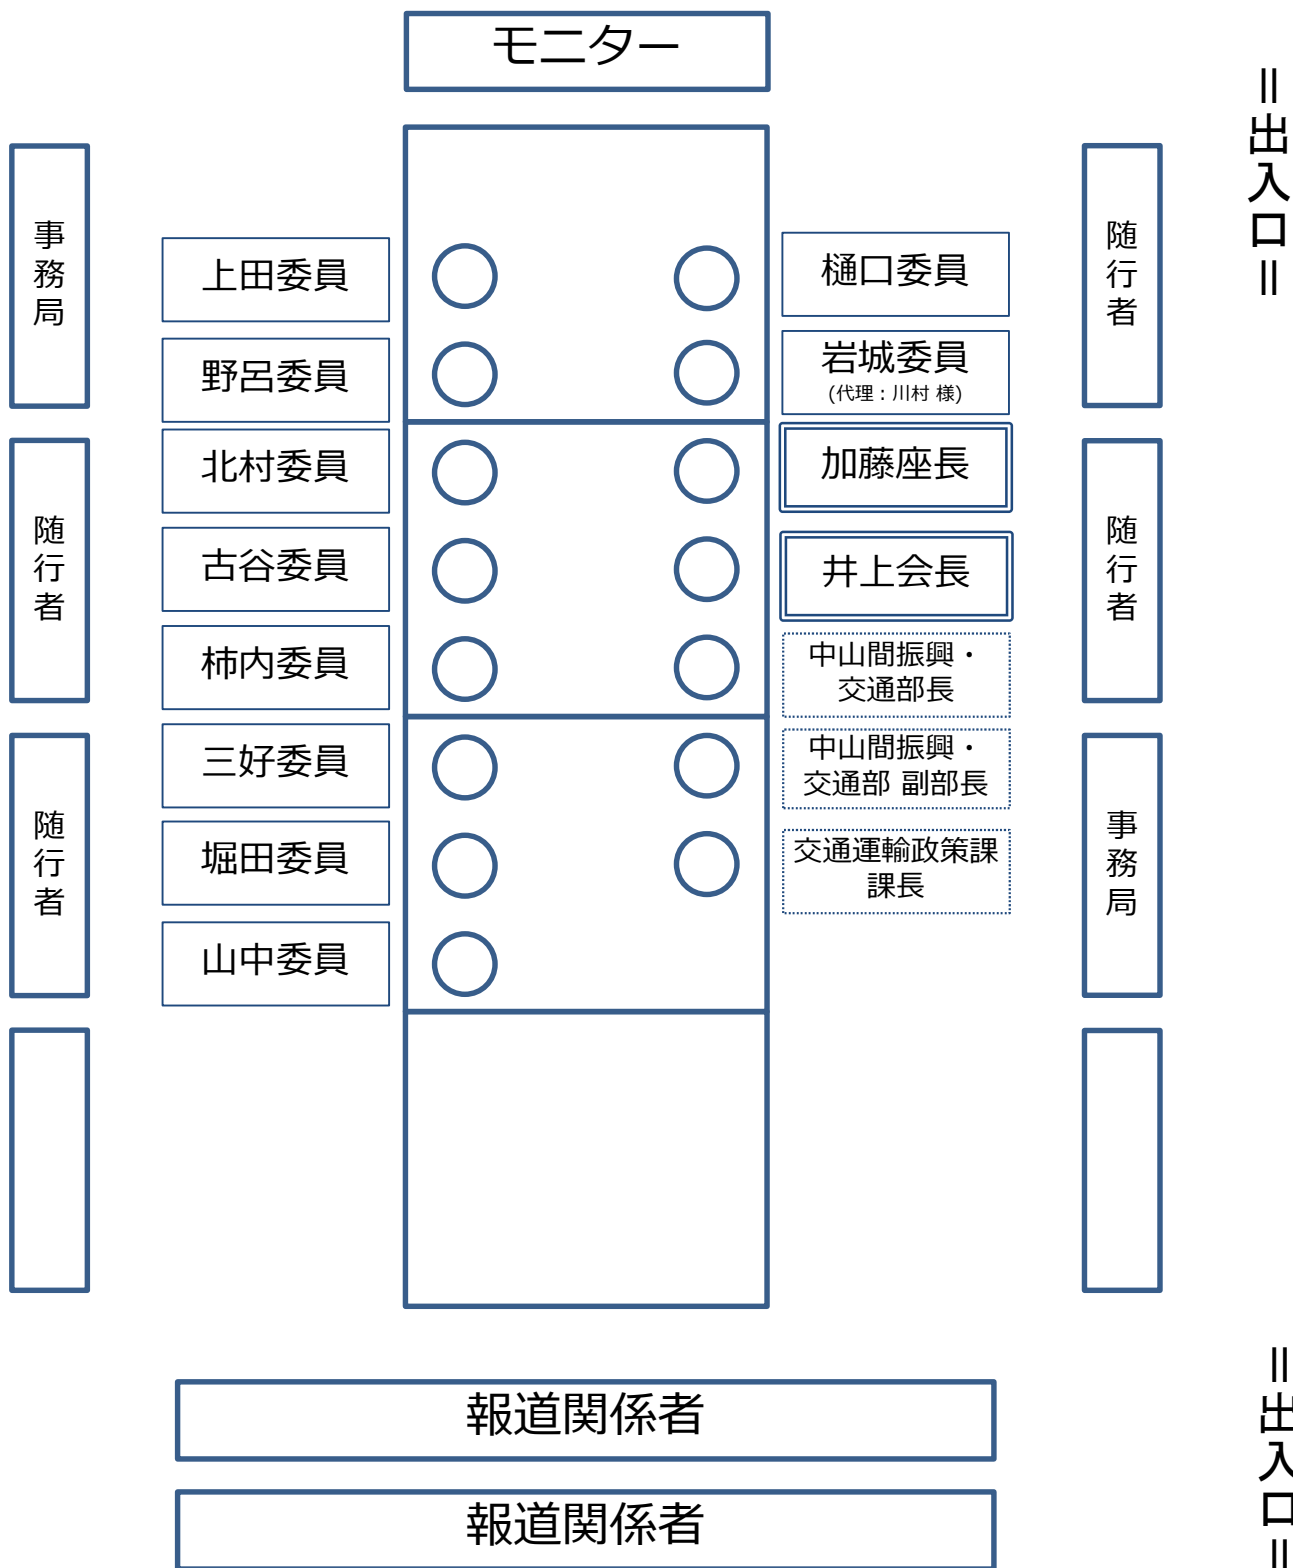 モニター
=出入口=
事務局
上田委員
樋口委員
随行者
野呂委員
岩城委員
(代理：川村 様)
北村委員
加藤座長
随行者
古谷委員
井上会長
随行者
柿内委員
中山間振興・
交通部長
三好委員
中山間振興・
交通部 副部長
随行者
堀田委員
交通運輸政策課
課長
事務局
山中委員
報道関係者
報道関係者
=出入口=